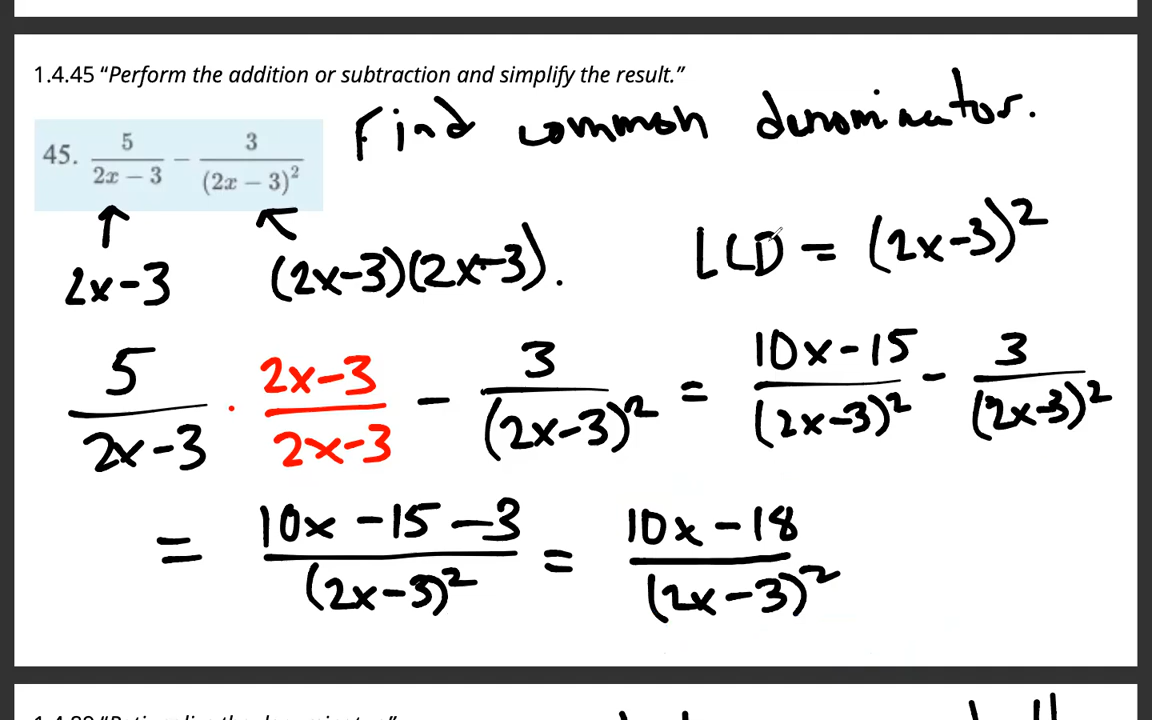 1.4.45 “Perform the addition or subtraction and simplify the result.”
Find common denominator.
45. 5/(2x – 3) – 3/(2x – 3)²
↑ ↖
2x-3 (2x-3)(2x-3). LCD = (2x-3)²
5/(2x-3) · (2x-3)/(2x-3) - 3/(2x-3)² = (10x-15)/(2x-3)² - 3/(2x-3)²
= (10x-15-3)/(2x-3)² = (10x-18)/(2x-3)²